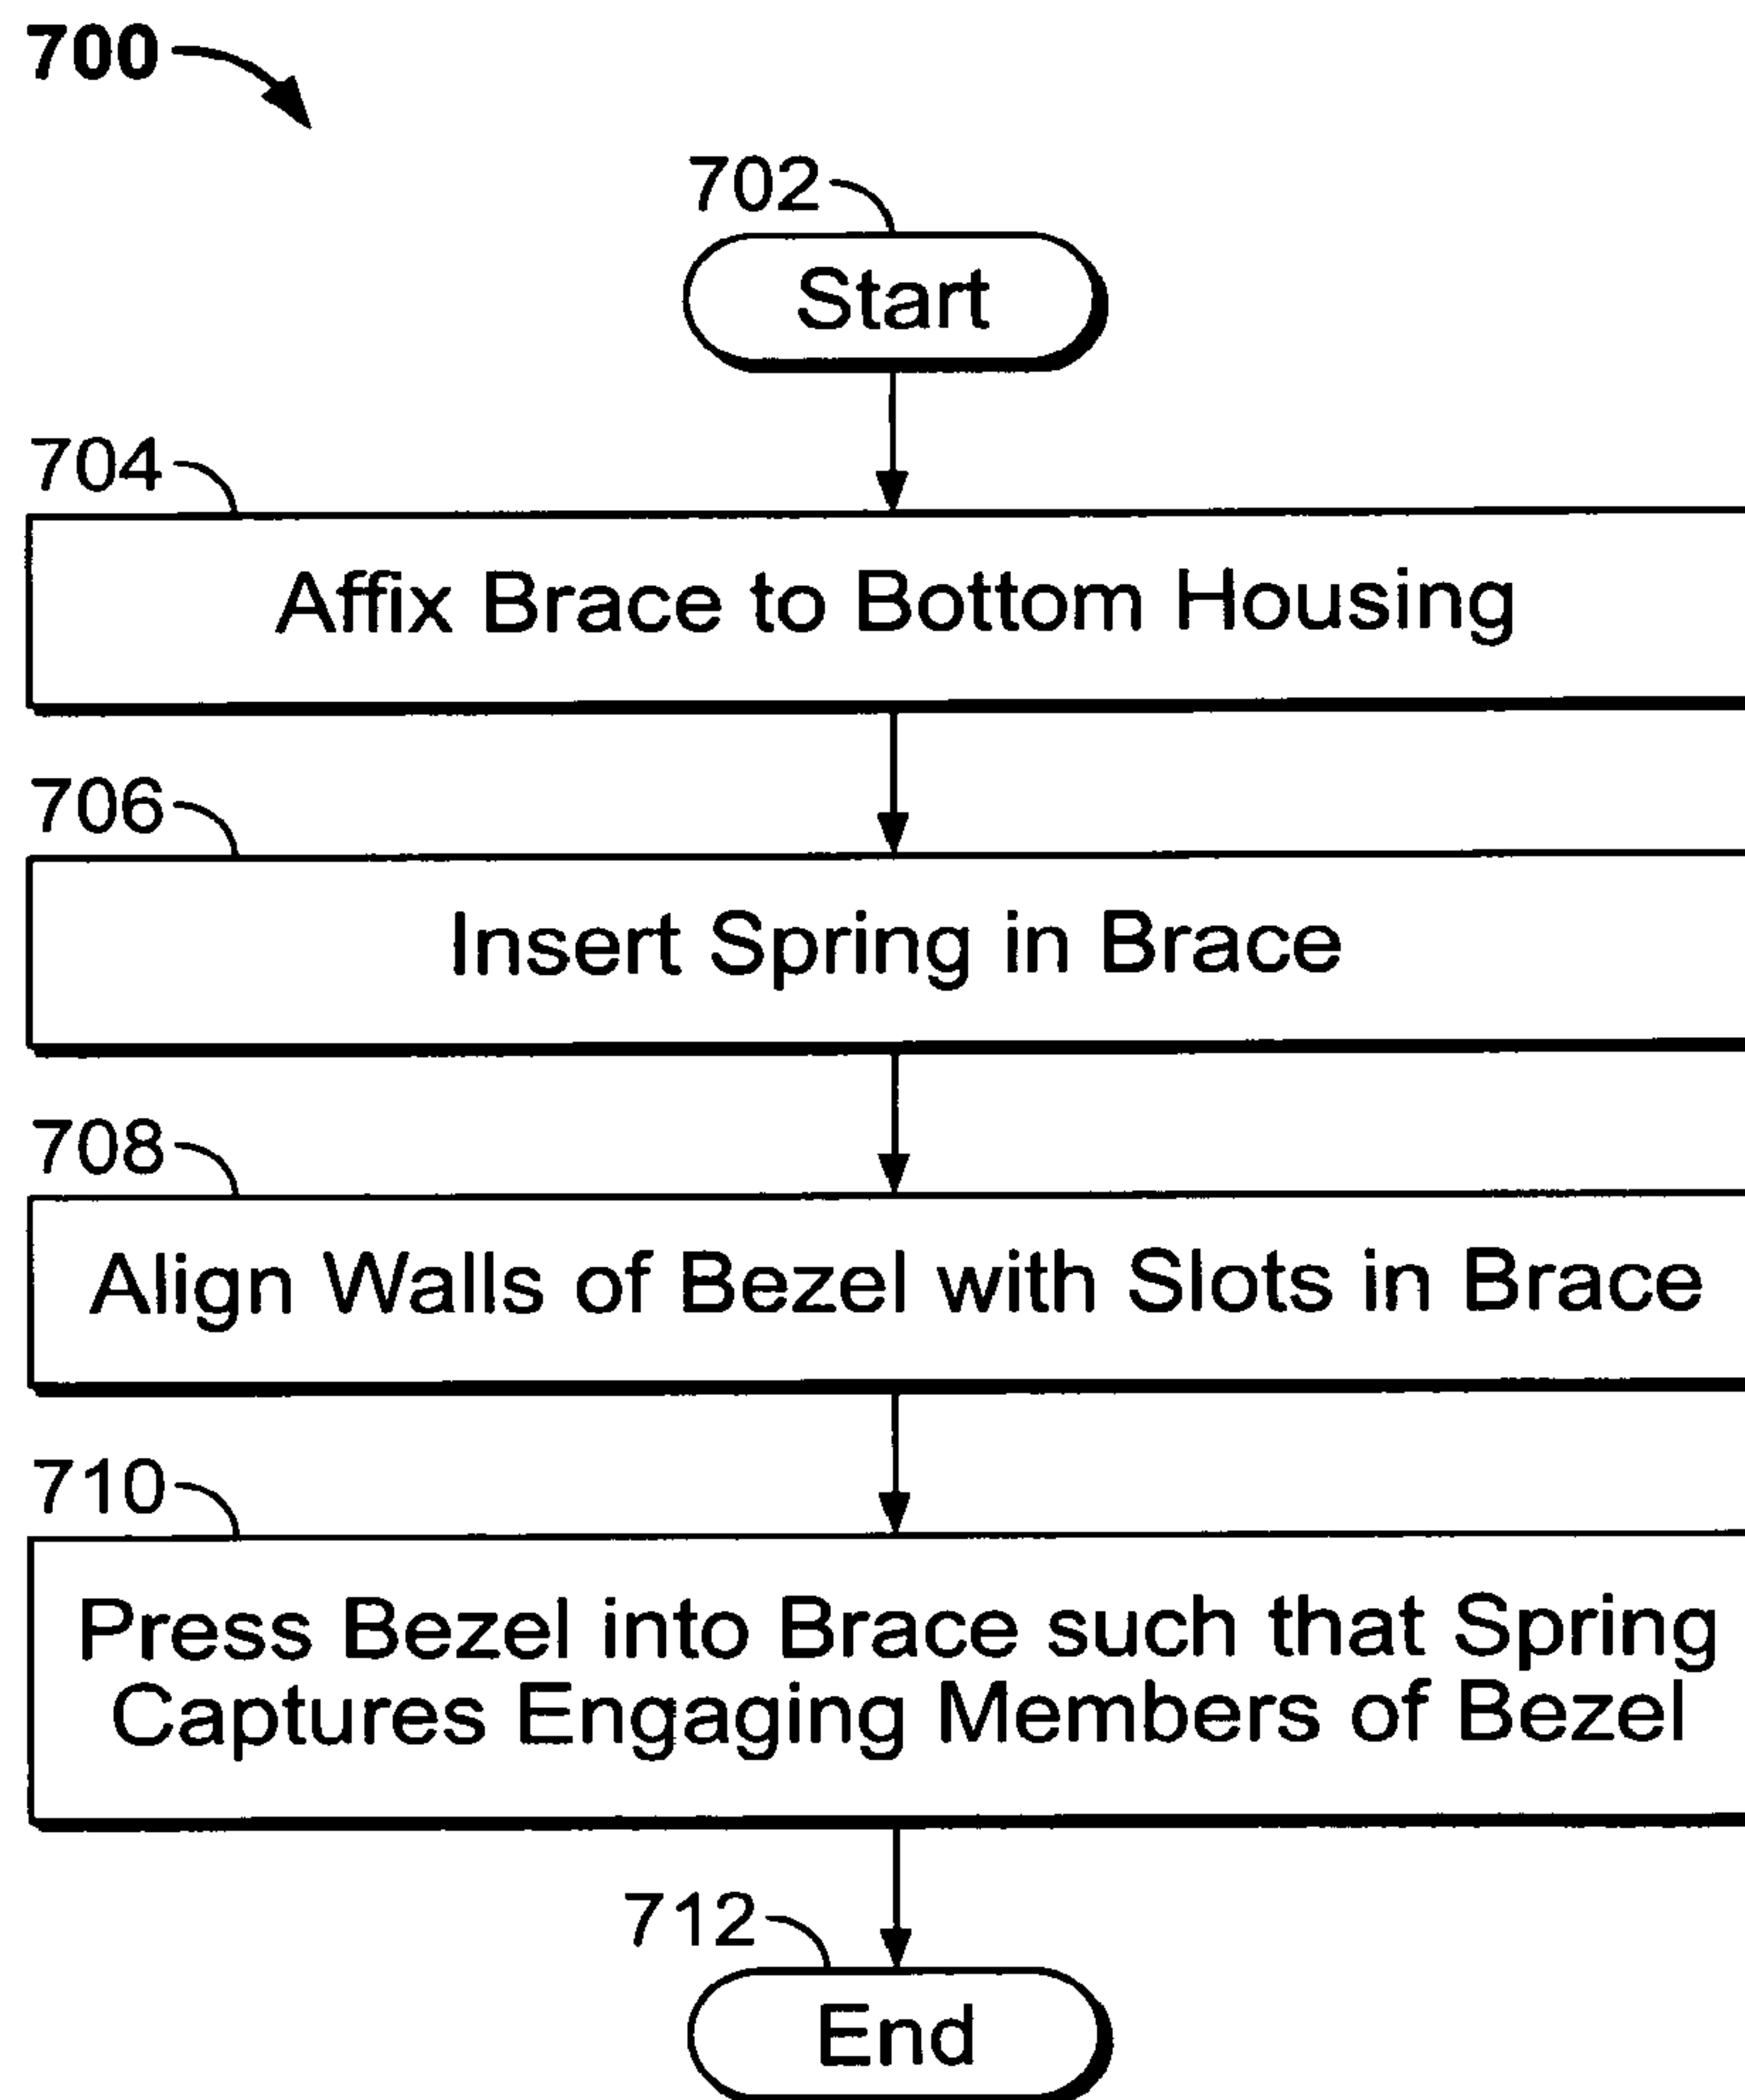 700
702
Start
704
Affix Brace to Bottom Housing
706
Insert Spring in Brace
708
Align Walls of Bezel with Slots in Brace
710
Press Bezel into Brace such that Spring
Captures Engaging Members of Bezel
712
End